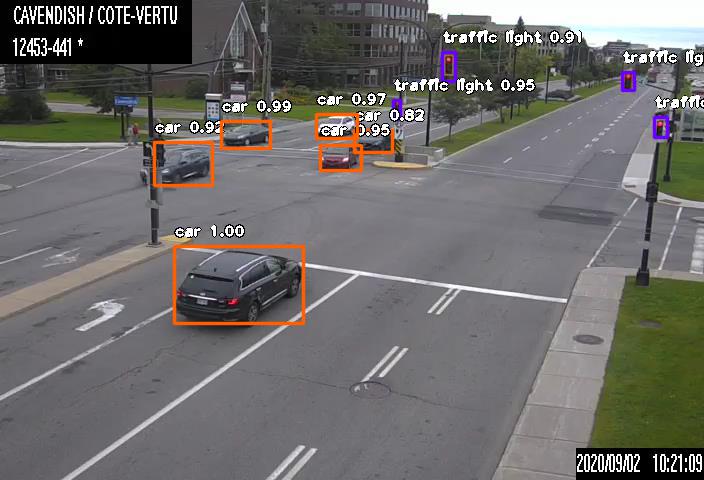 CAVENDISH / COTE-VERTU
12453-441 *
traffic light 0.91
traffic lig
traffic light 0.95
traffic
car 0.99
car 0.97
car 0.82
car 0.92
0.95
car 1.00
2020/09/02 10:21:09